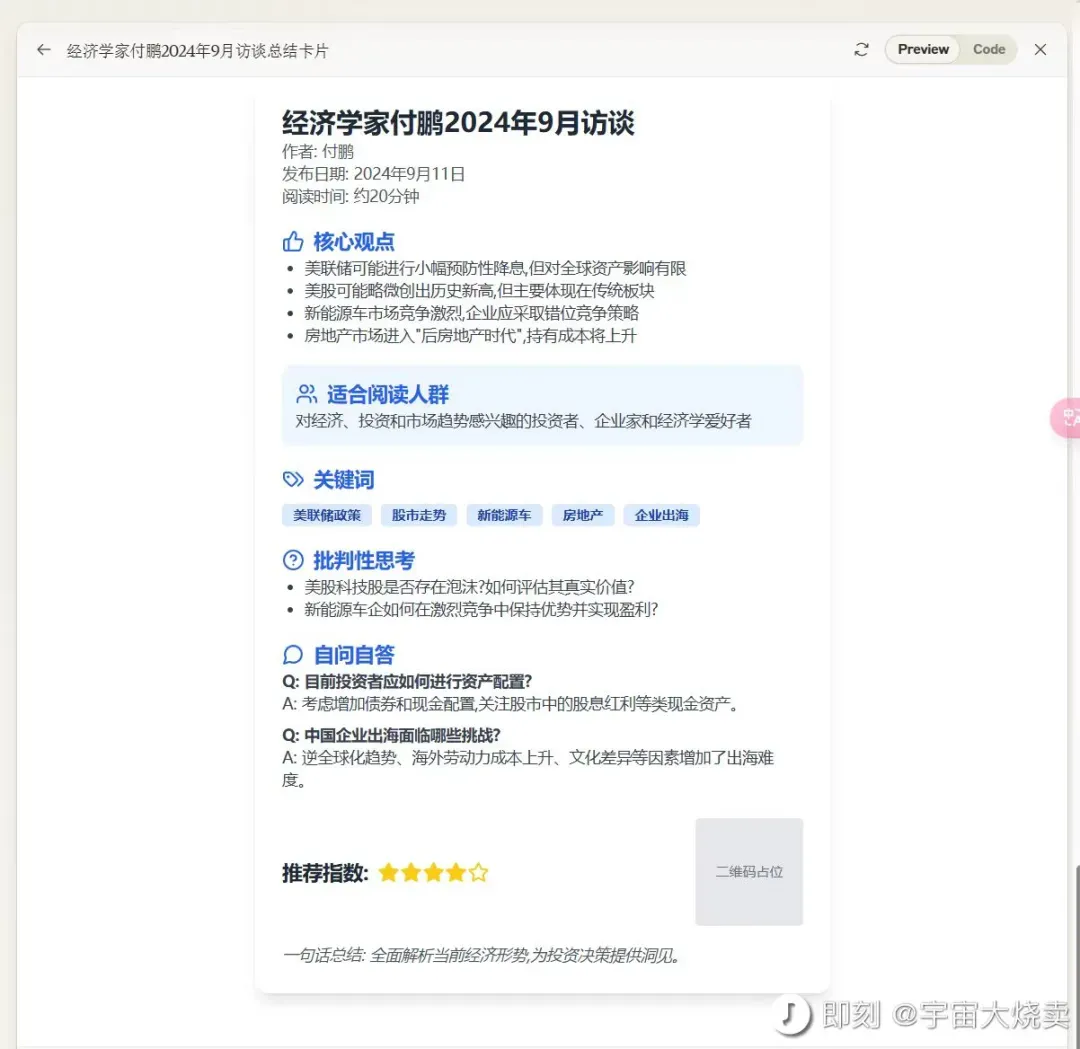 经济学家付鹏2024年9月访谈总结卡片
Preview
Code
经济学家付鹏2024年9月访谈
作者: 付鹏
发布日期: 2024年9月11日
阅读时间: 约20分钟
核心观点
美联储可能进行小幅预防性降息,但对全球资产影响有限
美股可能略微创出历史新高,但主要体现在传统板块
新能源车市场竞争激烈,企业应采取错位竞争策略
房地产市场进入"后房地产时代",持有成本将上升
适合阅读人群
对经济、投资和市场趋势感兴趣的投资者、企业家和经济学爱好者
关键词
美联储政策 股市走势 新能源车 房地产 企业出海
批判性思考
美股科技股是否存在泡沫?如何评估其真实价值?
新能源车企如何在激烈竞争中保持优势并实现盈利?
自问自答
Q: 目前投资者应如何进行资产配置?
A: 考虑增加债券和现金配置,关注股市中的股息红利等类现金资产。
Q: 中国企业出海面临哪些挑战?
A: 逆全球化趋势、海外劳动力成本上升、文化差异等因素增加了出海难
度。
二维码占位
推荐指数:
一句话总结: 全面解析当前经济形势,为投资决策提供洞见。
即刻 @宇宙大烧卖